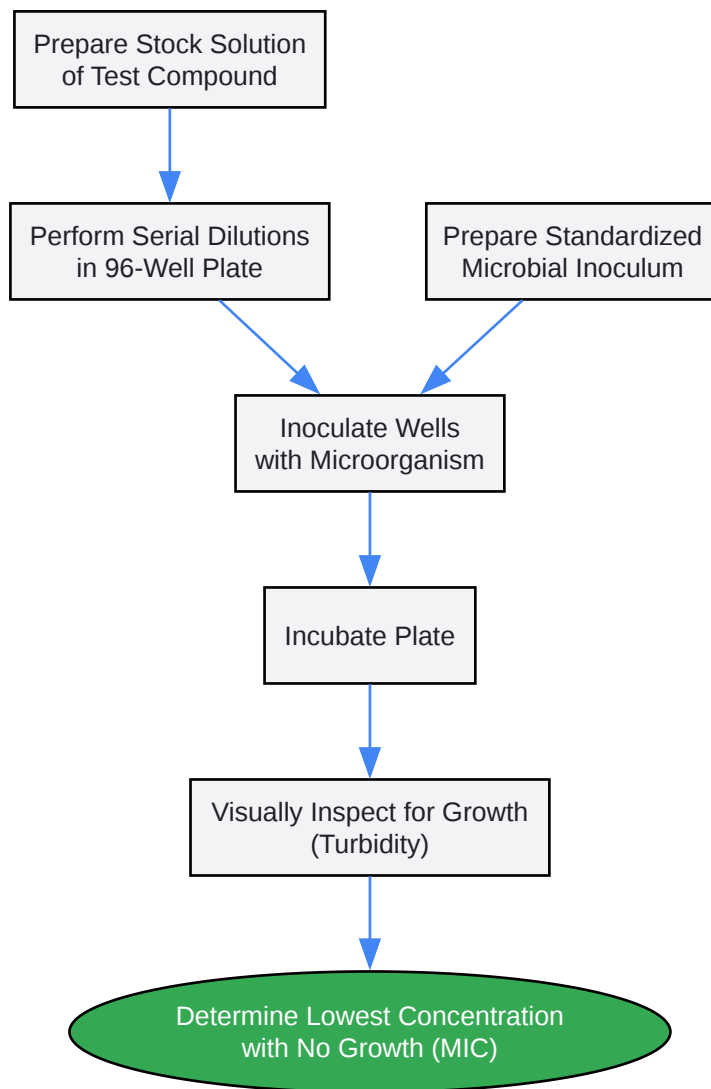 Prepare Stock Solution
of Test Compound
Perform Serial Dilutions
in 96-Well Plate
Prepare Standardized
Microbial Inoculum
Inoculate Wells
with Microorganism
Incubate Plate
Visually Inspect for Growth
(Turbidity)
Determine Lowest Concentration
with No Growth (MIC)